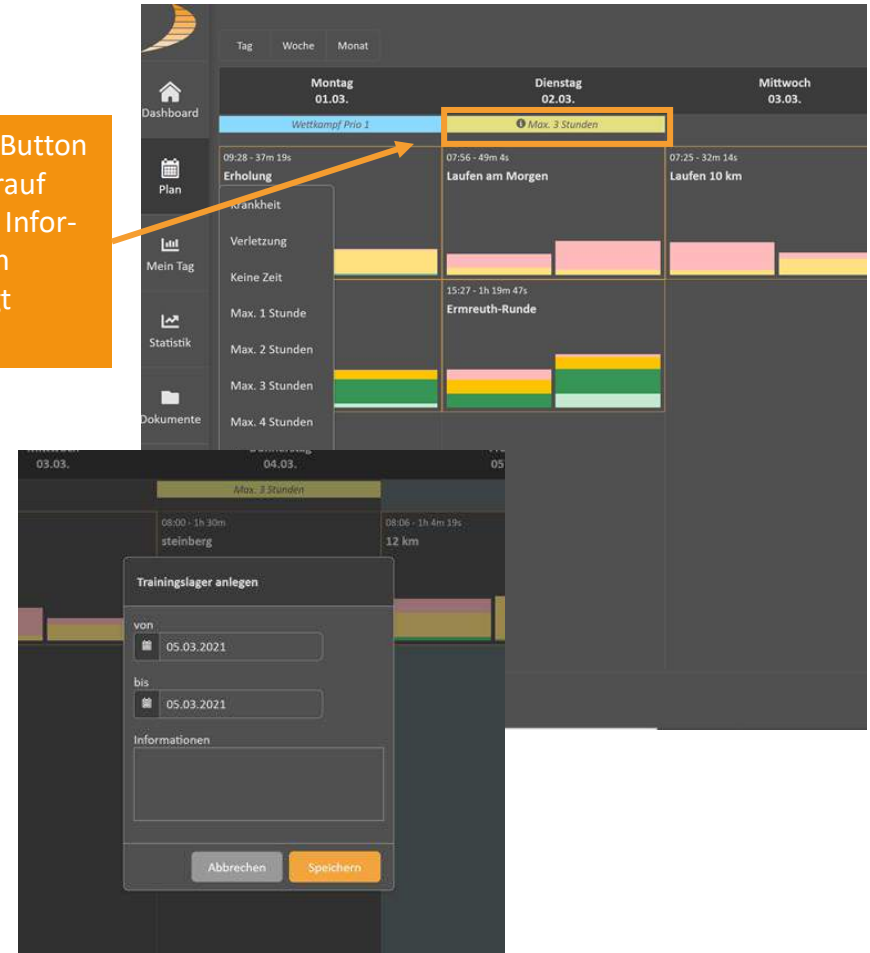 Tag Woche Monat
Montag
01.03.
Dienstag
02.03.
Mittwoch
03.03.
Wettkampf Prio 1
Max. 3 Stunden
Dashboard
Plan
Mein Tag
Statistik
Dokumente
Button
rauf
Infor-
n
t
09:28 - 37m 19s
Erholung
07:56 - 49m 4s
Laufen am Morgen
07:25 - 32m 14s
Laufen 10 km
Krankheit
Verletzung
Keine Zeit
Max. 1 Stunde
Max. 2 Stunden
Max. 3 Stunden
Max. 4 Stunden
15:27 - 1h 19m 47s
Ermreuth-Runde
03.03.
04.03.
05
Max. 3 Stunden
08:00 - 1h 30m
steinberg
08:06 - 1h 4m 19s
12 km
Trainingslager anlegen
von
05.03.2021
bis
05.03.2021
Informationen
Abbrechen Speichern